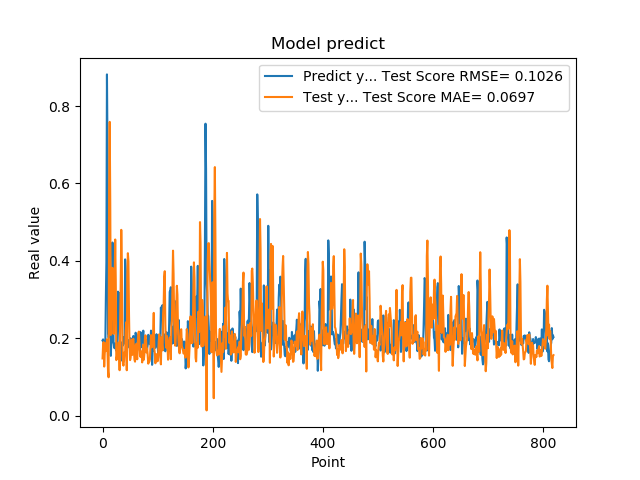 Model predict
Predict y... Test Score RMSE= 0.1026
Test y... Test Score MAE= 0.0697
0.8
0.6
0.4
0.2
0.0
Real value
0 200 400 600 800
Point